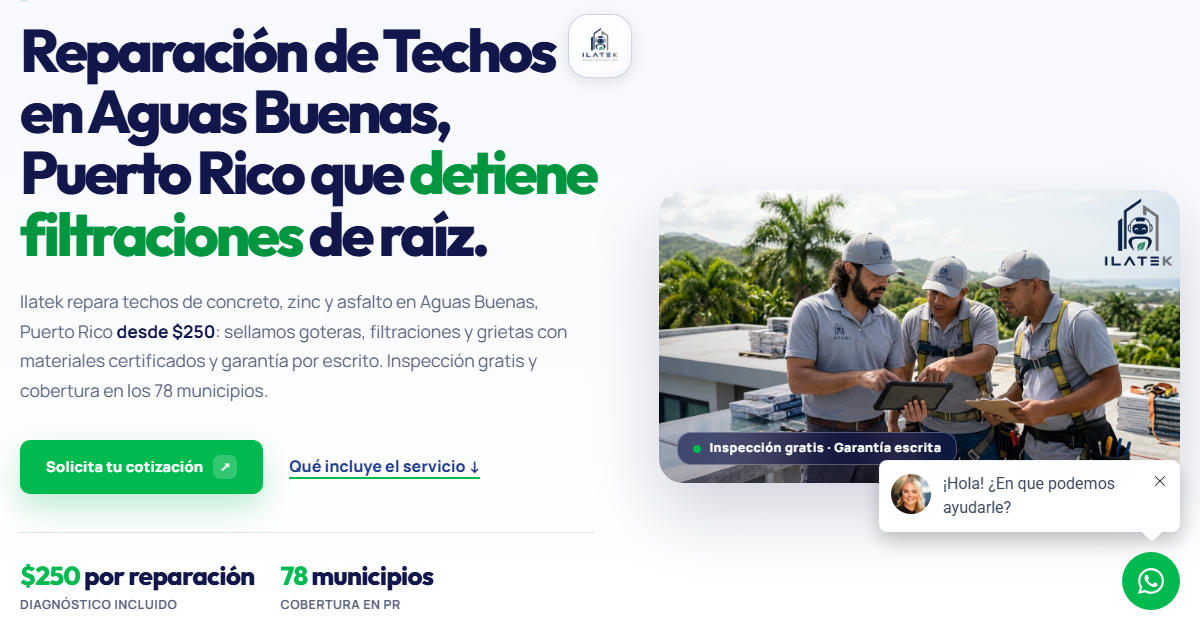 Reparación de Techos
en Aguas Buenas,
Puerto Rico que detiene
filtraciones de raíz.
ILATEK
Ilatek repara techos de concreto, zinc y asfalto en Aguas Buenas,
Puerto Rico desde $250: sellamos goteras, filtraciones y grietas con
materiales certificados y garantía por escrito. Inspección gratis y
cobertura en los 78 municipios.
Solicita tu cotización ↗
Qué incluye el servicio ↓
$250 por reparación
DIAGNÓSTICO INCLUIDO
78 municipios
COBERTURA EN PR
ILATEK
Inspección gratis · Garantía escrita
¡Hola! ¿En que podemos
ayudarle?